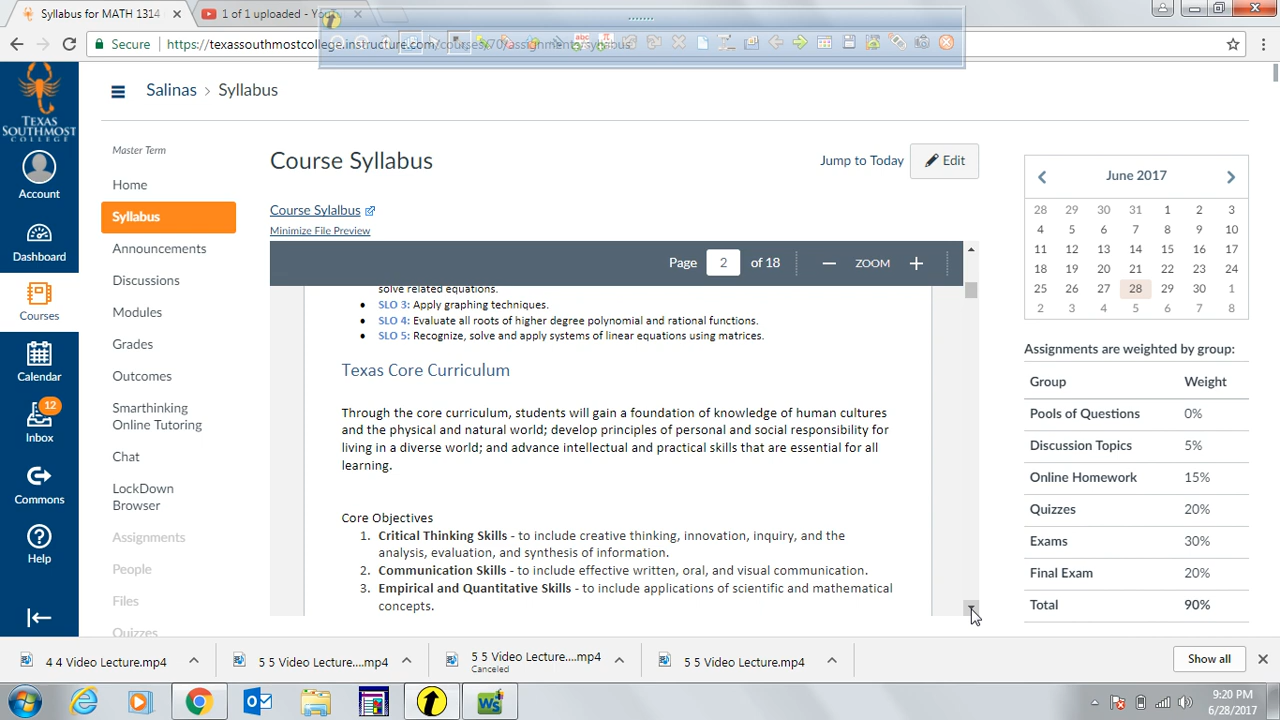 Syllabus for MATH 1314
1 of 1 uploaded - You
Secure
https://texassouthmostcollege.instructure.com/courses/70/assignments/syllabus
TEXAS
SOUTHMOST
COLLEGE
Account
Dashboard
Courses
Calendar
12
Inbox
Commons
Help
Salinas > Syllabus
Master Term
Home
Syllabus
Announcements
Discussions
Modules
Grades
Outcomes
Smarthinking
Online Tutoring
Chat
LockDown
Browser
Assignments
People
Files
Quizzes
Course Syllabus
Jump to Today
Edit
Course Sylalbus
Minimize File Preview
Page 2 of 18 ZOOM
solve related equations.
• SLO 3: Apply graphing techniques.
• SLO 4: Evaluate all roots of higher degree polynomial and rational functions.
• SLO 5: Recognize, solve and apply systems of linear equations using matrices.
Texas Core Curriculum
Through the core curriculum, students will gain a foundation of knowledge of human cultures
and the physical and natural world; develop principles of personal and social responsibility for
living in a diverse world; and advance intellectual and practical skills that are essential for all
learning.
Core Objectives
1. Critical Thinking Skills - to include creative thinking, innovation, inquiry, and the
analysis, evaluation, and synthesis of information.
2. Communication Skills - to include effective written, oral, and visual communication.
3. Empirical and Quantitative Skills - to include applications of scientific and mathematical
concepts.
June 2017
28 29 30 31 1 2 3
4 5 6 7 8 9 10
11 12 13 14 15 16 17
18 19 20 21 22 23 24
25 26 27 28 29 30 1
2 3 4 5 6 7 8
Assignments are weighted by group:
Group Weight
Pools of Questions 0%
Discussion Topics 5%
Online Homework 15%
Quizzes 20%
Exams 30%
Final Exam 20%
Total 90%
4 4 Video Lecture.mp4
5 5 Video Lecture....mp4
5 5 Video Lecture....mp4
Canceled
5 5 Video Lecture.mp4
Show all
9:20 PM
6/28/2017